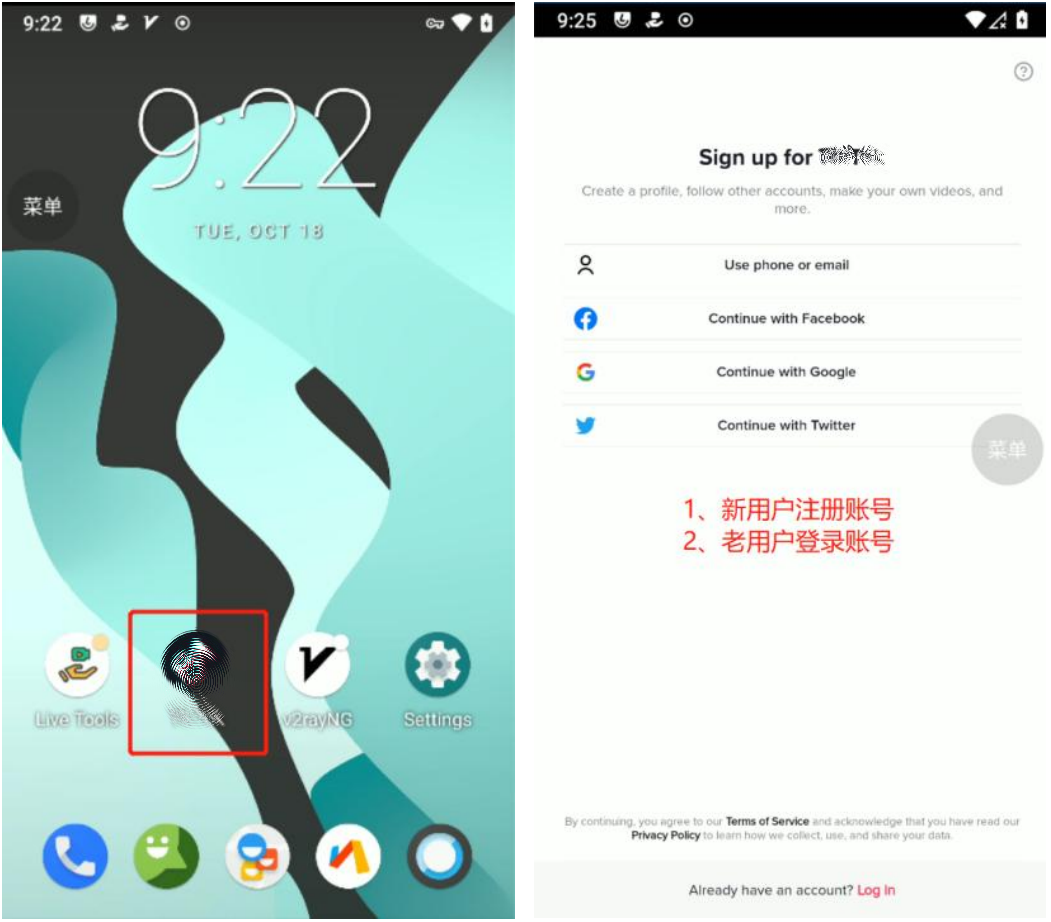 9:22
9:22
TUE, OCT 18
菜单
Live Tools
v2rayNG
Settings
9:25
Sign up for
Create a profile, follow other accounts, make your own videos, and
more.
Use phone or email
Continue with Facebook
Continue with Google
Continue with Twitter
菜单
1、新用户注册账号
2、老用户登录账号
By continuing, you agree to our Terms of Service and acknowledge that you have read our
Privacy Policy to learn how we collect, use, and share your data.
Already have an account? Log in